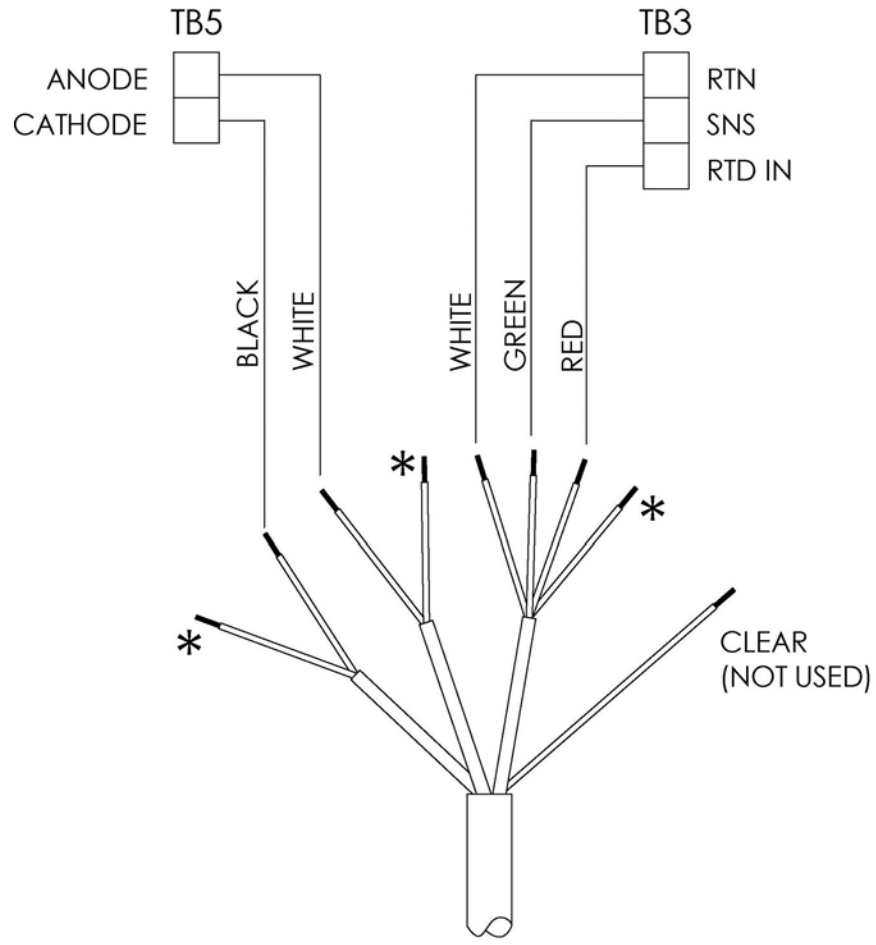 TB5
TB3
ANODE
CATHODE
RTN
SNS
RTD IN
BLACK
WHITE
WHITE
GREEN
RED
*
*
*
CLEAR
(NOT USED)